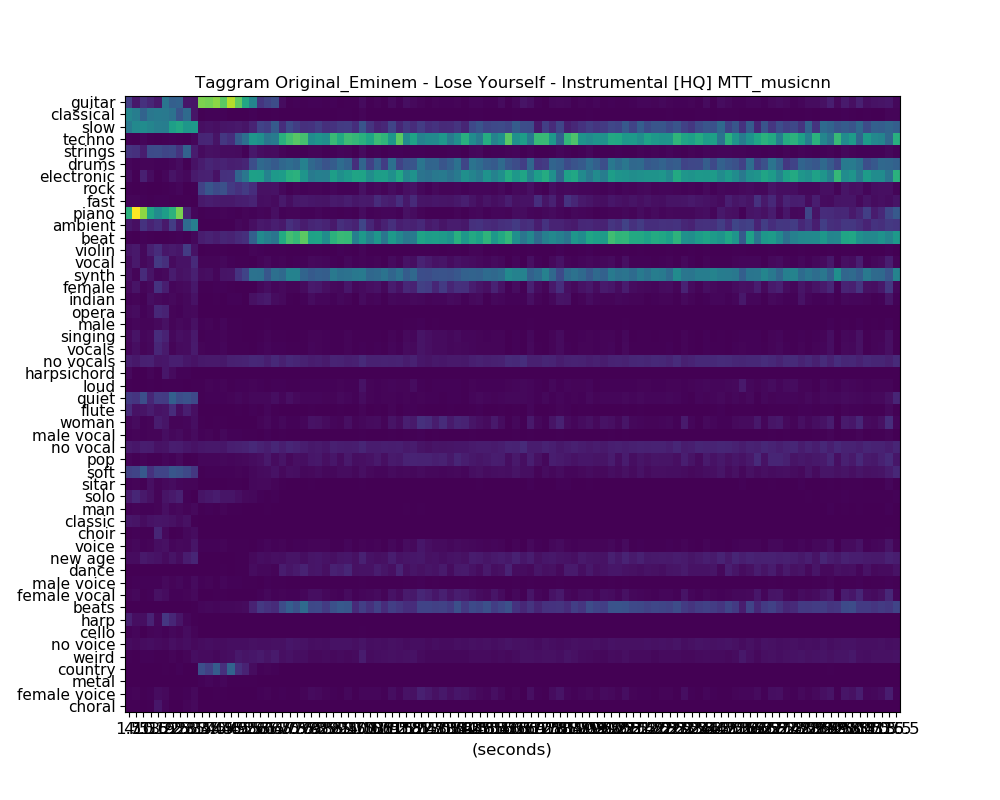 Taggram Original_Eminem - Lose Yourself - Instrumental [HQ] MTT_musicnn
guitar
classical
slow
techno
strings
drums
electronic
rock
fast
piano
ambient
beat
violin
vocal
synth
female
indian
opera
male
singing
vocals
no vocals
harpsichord
loud
quiet
flute
woman
male vocal
no vocal
pop
soft
sitar
solo
man
classic
choir
voice
new age
dance
male voice
female vocal
beats
harp
cello
no voice
weird
country
metal
female voice
choral
(seconds)